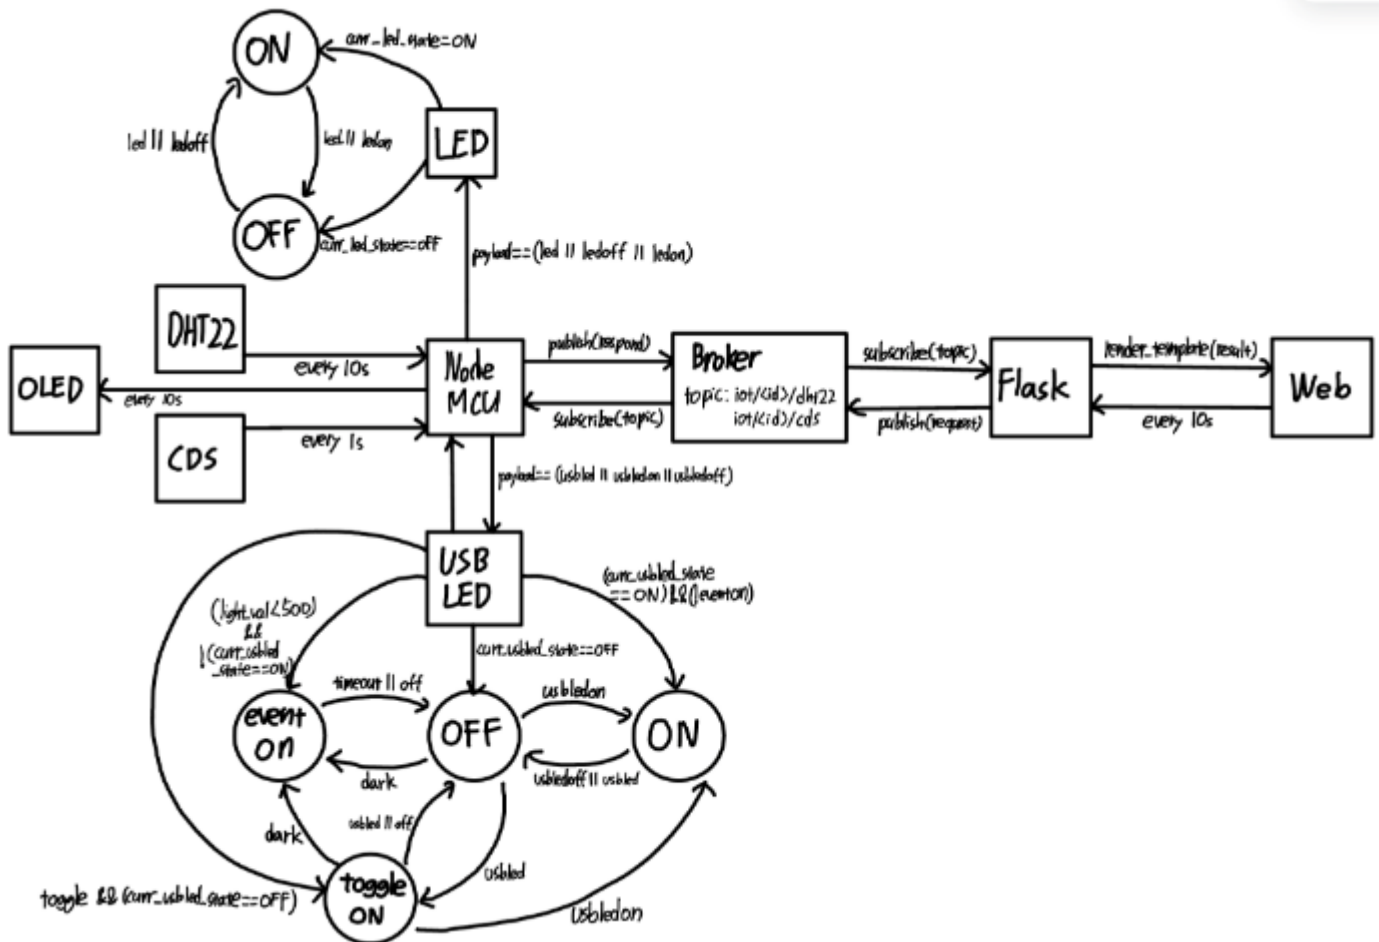 ON
curr_led_state=ON
led || ledoff
led || ledon
LED
OFF
curr_led_state==OFF
payload==(led || ledoff || ledon)
DHT22
every 10s
Node
MCU
publish(respond)
Broker
topic: iot/(id)/dht22
iot/(id)/cds
subscribe(topic)
Flask
render_template(result)
Web
OLED
every 10s
subscribe(topic)
publish(request)
every 10s
CDS
every 1s
payload== (usbled || usbledon || usbledoff)
USB
LED
(curr_usbled_state
==ON) &&(!eventon)
(light_val<500)
&&
!(curr_usbled
_state==ON)
curr_usbled_state==OFF
timeout || off
usbledon
event
on
OFF
ON
dark
usbledoff || usbled
dark
usbled || off
usbled
toggle && (curr_usbled_state==OFF)
toggle
ON
Usbledon